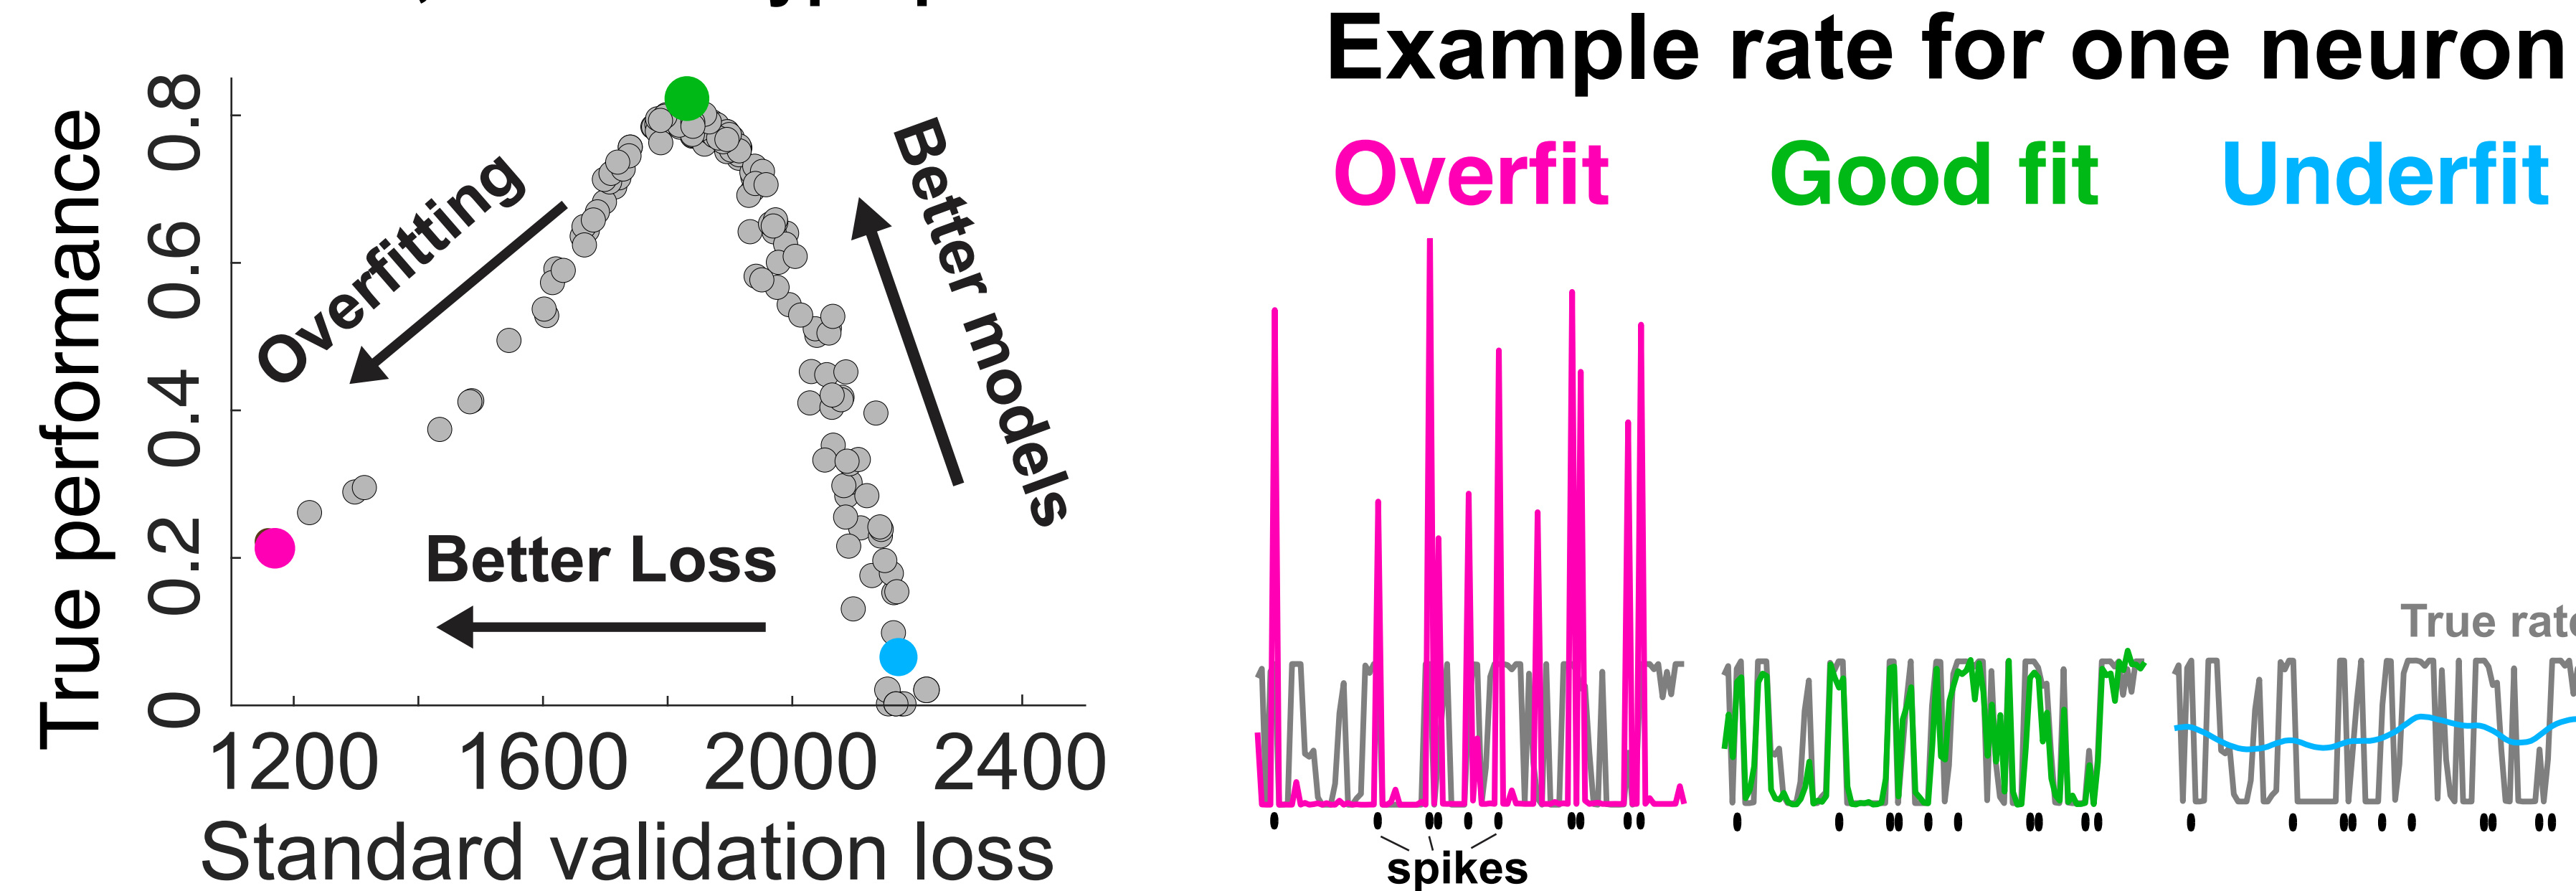 Example rate for one neuron
Overfit
Good fit
Underfit
True performance
0.8
0.6
0.4
0.2
0
Overfitting
Better models
Better Loss
1200
1600
2000
2400
Standard validation loss
True
spikes